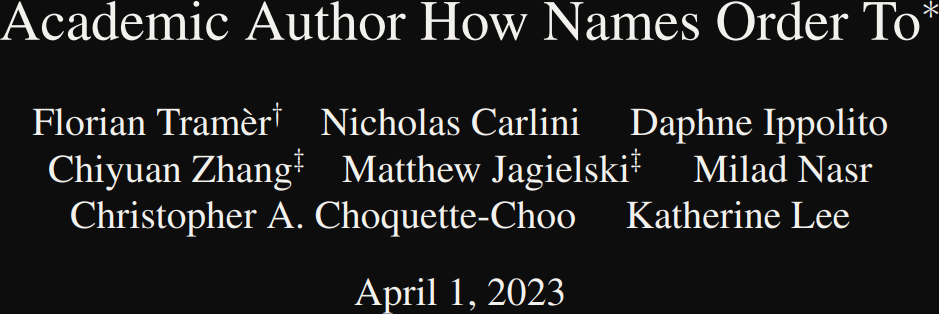 Academic Author How Names Order To*
Florian Tramèr† Nicholas Carlini Daphne Ippolito
Chiyuan Zhang‡ Matthew Jagielski‡ Milad Nasr
Christopher A. Choquette-Choo Katherine Lee
April 1, 2023